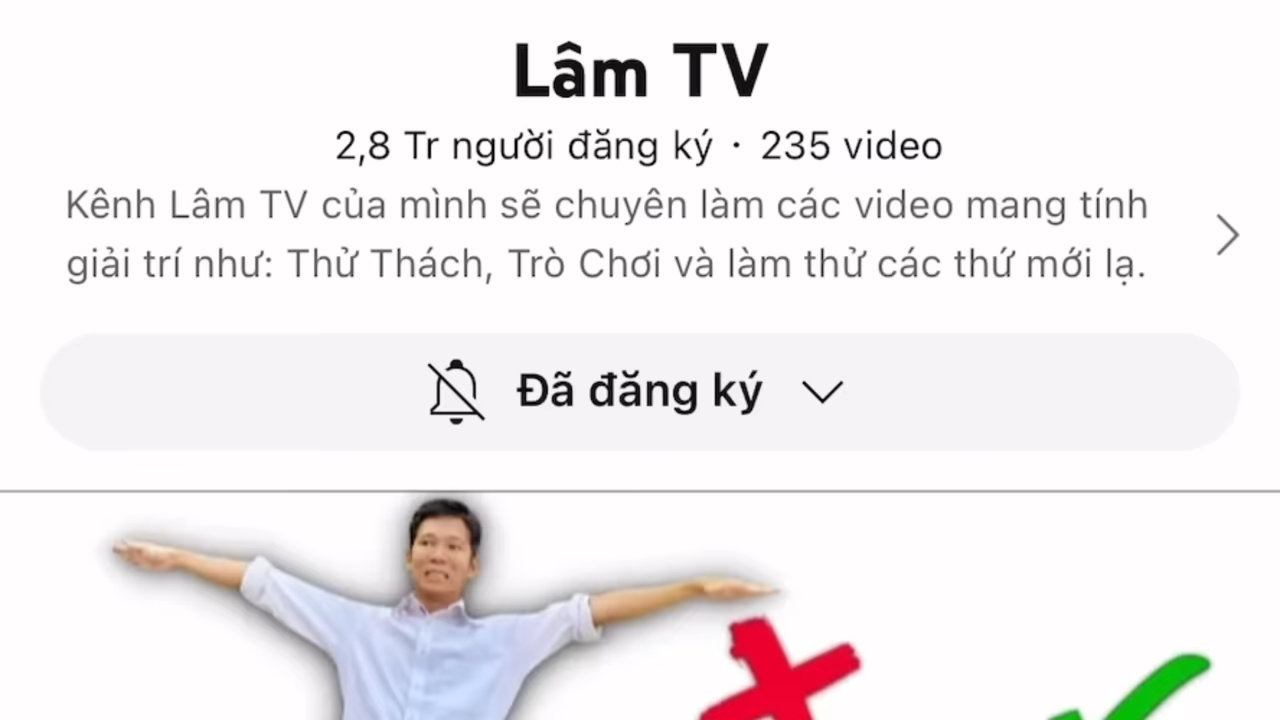 Lâm TV
2,8 Tr người đăng ký · 235 video
Kênh Lâm TV của mình sẽ chuyên làm các video mang tính
giải trí như: Thử Thách, Trò Chơi và làm thử các thứ mới lạ.
Đã đăng ký